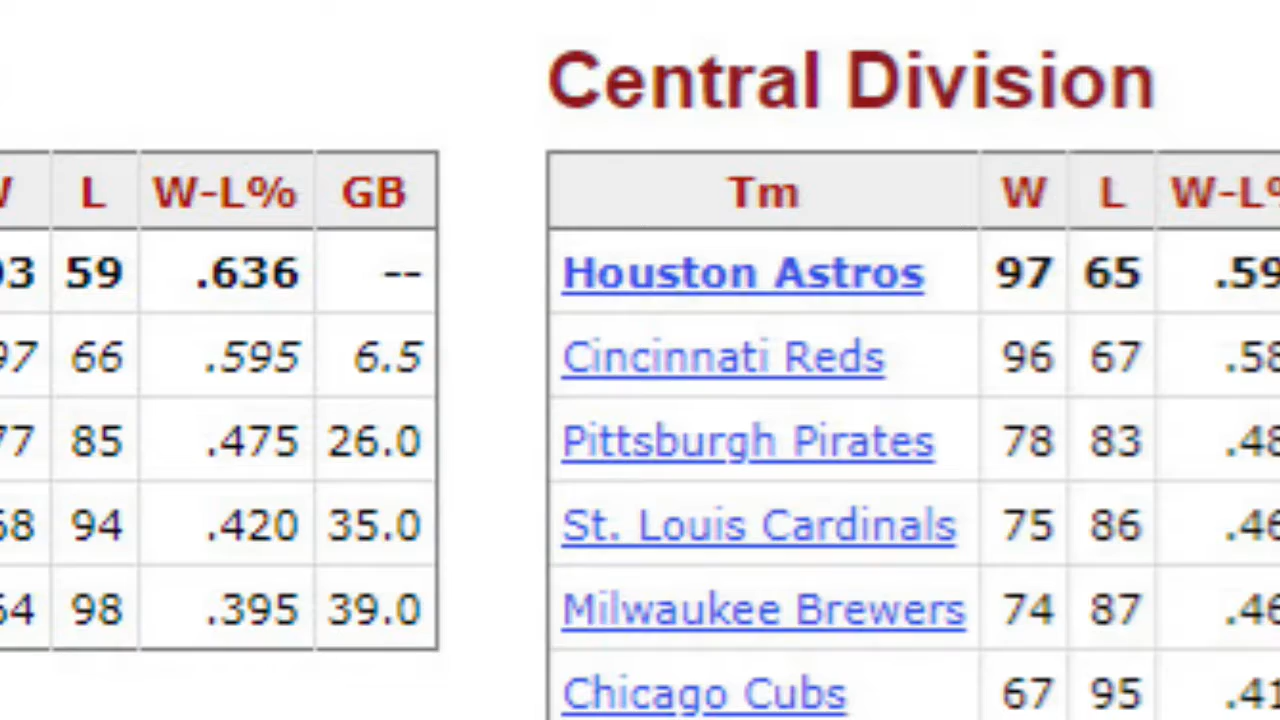 Central Division
L W-L% GB
59 .636 --
66 .595 6.5
85 .475 26.0
94 .420 35.0
98 .395 39.0
Tm W L
Houston Astros 97 65
Cincinnati Reds 96 67
Pittsburgh Pirates 78 83
St. Louis Cardinals 75 86
Milwaukee Brewers 74 87
Chicago Cubs 67 95